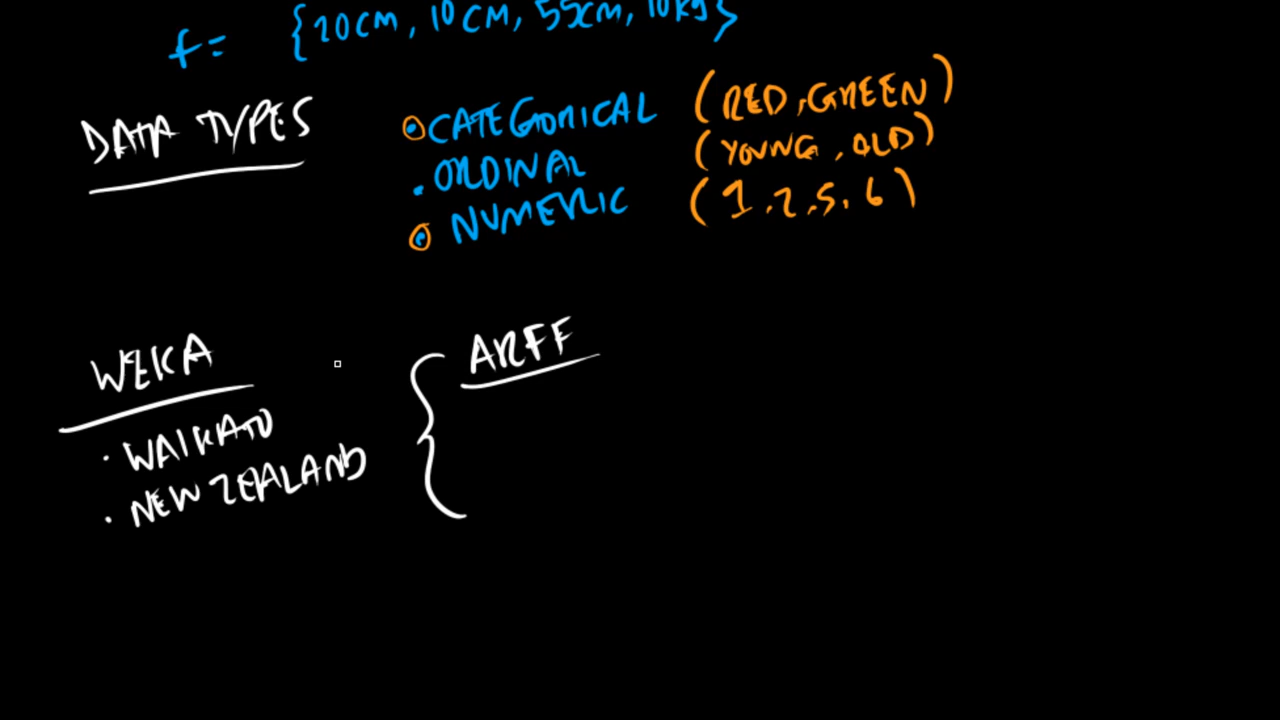 f = {20CM, 10CM, 55CM, 10Kg}
DATA TYPES
CATEGORICAL (RED, GREEN)
ORDINAL (YOUNG, OLD)
NUMERIC (1, 2, 5, 6)
WEKA
ARFF
WAIKATO
NEW ZEALAND